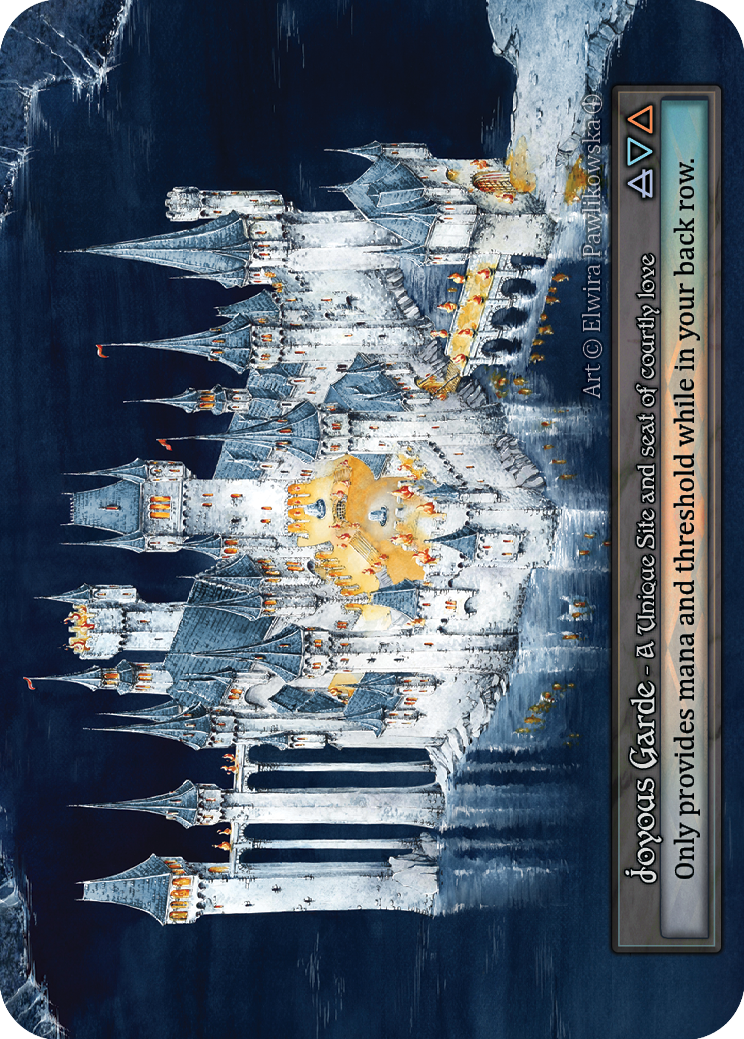 Art © Elwira Pawlikowska
Joyous Garde - A Unique Site and seat of courtly love
Only provides mana and threshold while in your back row.